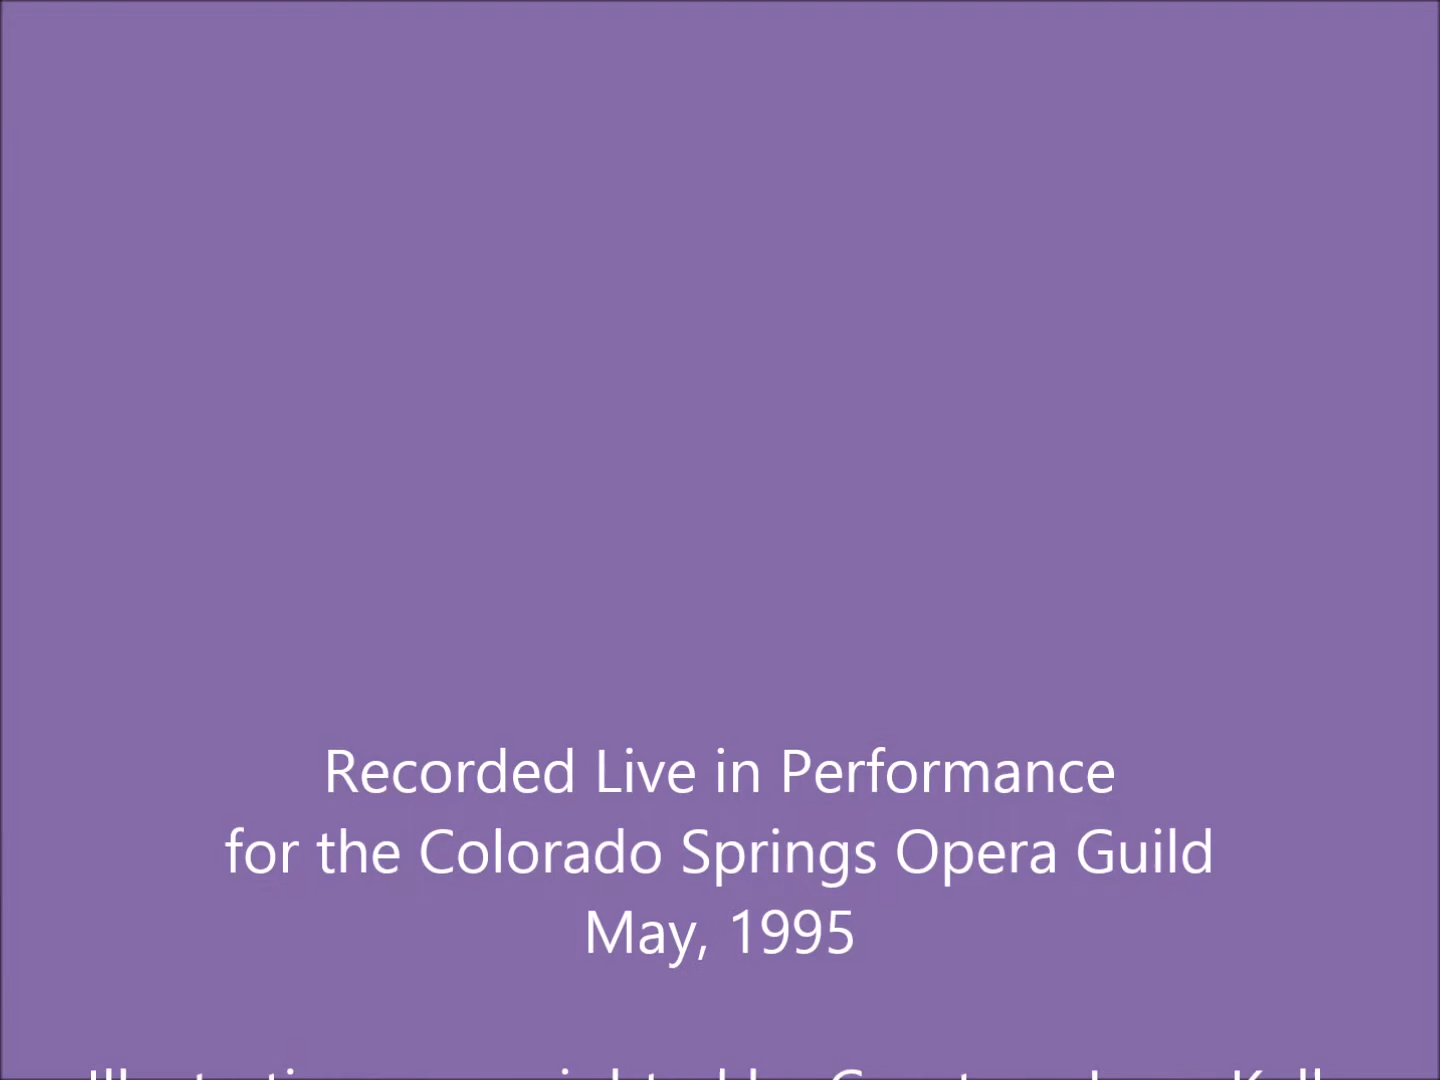 Recorded Live in Performance
for the Colorado Springs Opera Guild
May, 1995